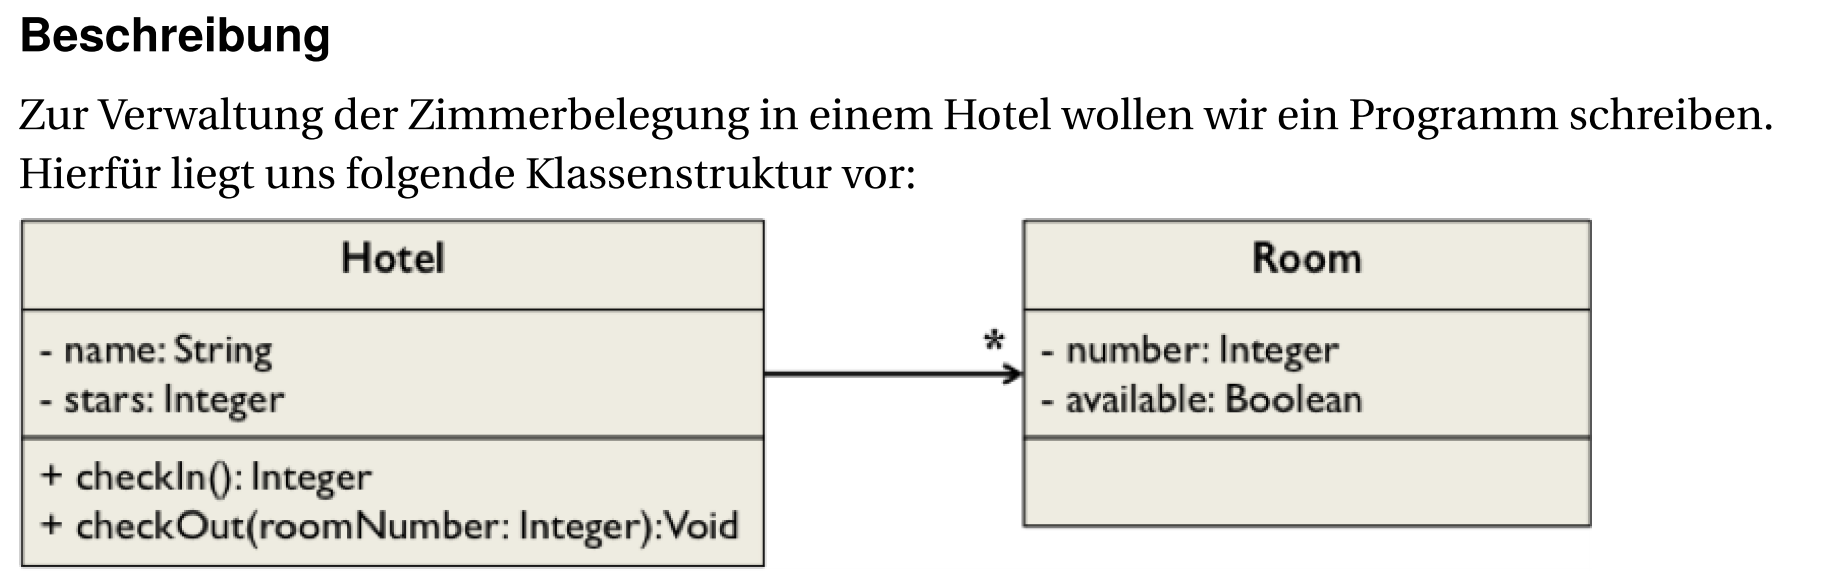 Beschreibung
Zur Verwaltung der Zimmerbelegung in einem Hotel wollen wir ein Programm schreiben.
Hierfür liegt uns folgende Klassenstruktur vor:
Hotel
- name: String
- stars: Integer
+ checkIn(): Integer
+ checkOut(roomNumber: Integer):Void
*
Room
- number: Integer
- available: Boolean